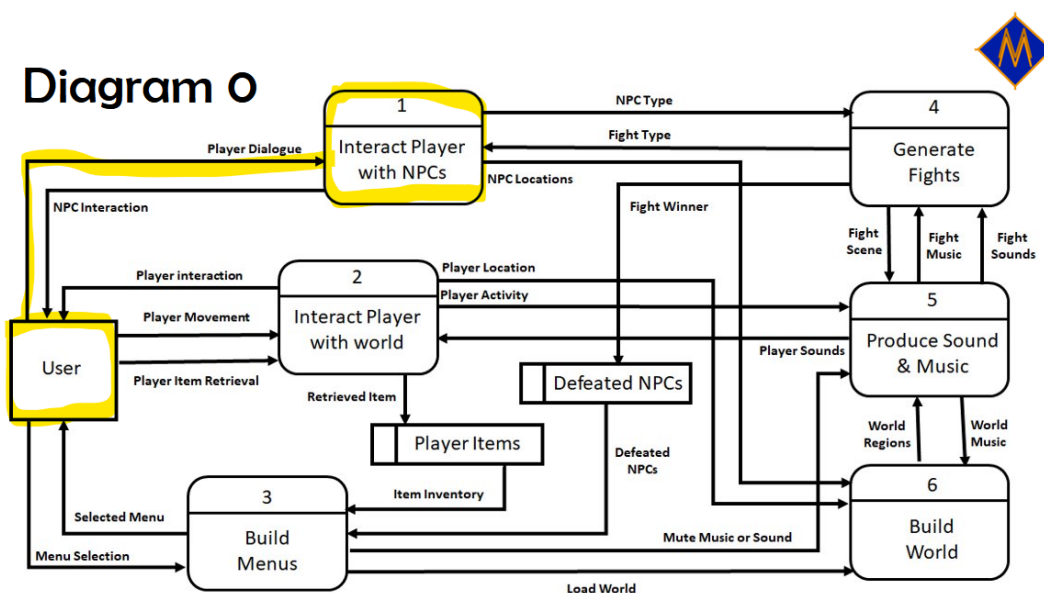 M
Diagram 0
1
Interact Player
with NPCs
4
Generate
Fights
NPC Type
Fight Type
Player Dialogue
NPC Locations
NPC Interaction
Fight Winner
Fight
Scene
Fight
Music
Fight
Sounds
2
Interact Player
with world
Player interaction
Player Location
Player Activity
Player Movement
5
Produce Sound
& Music
User
Player Sounds
Player Item Retrieval
Defeated NPCs
Retrieved Item
Player Items
World
Regions
World
Music
Defeated
NPCs
3
Build
Menus
Item Inventory
6
Build
World
Selected Menu
Mute Music or Sound
Menu Selection
Load World